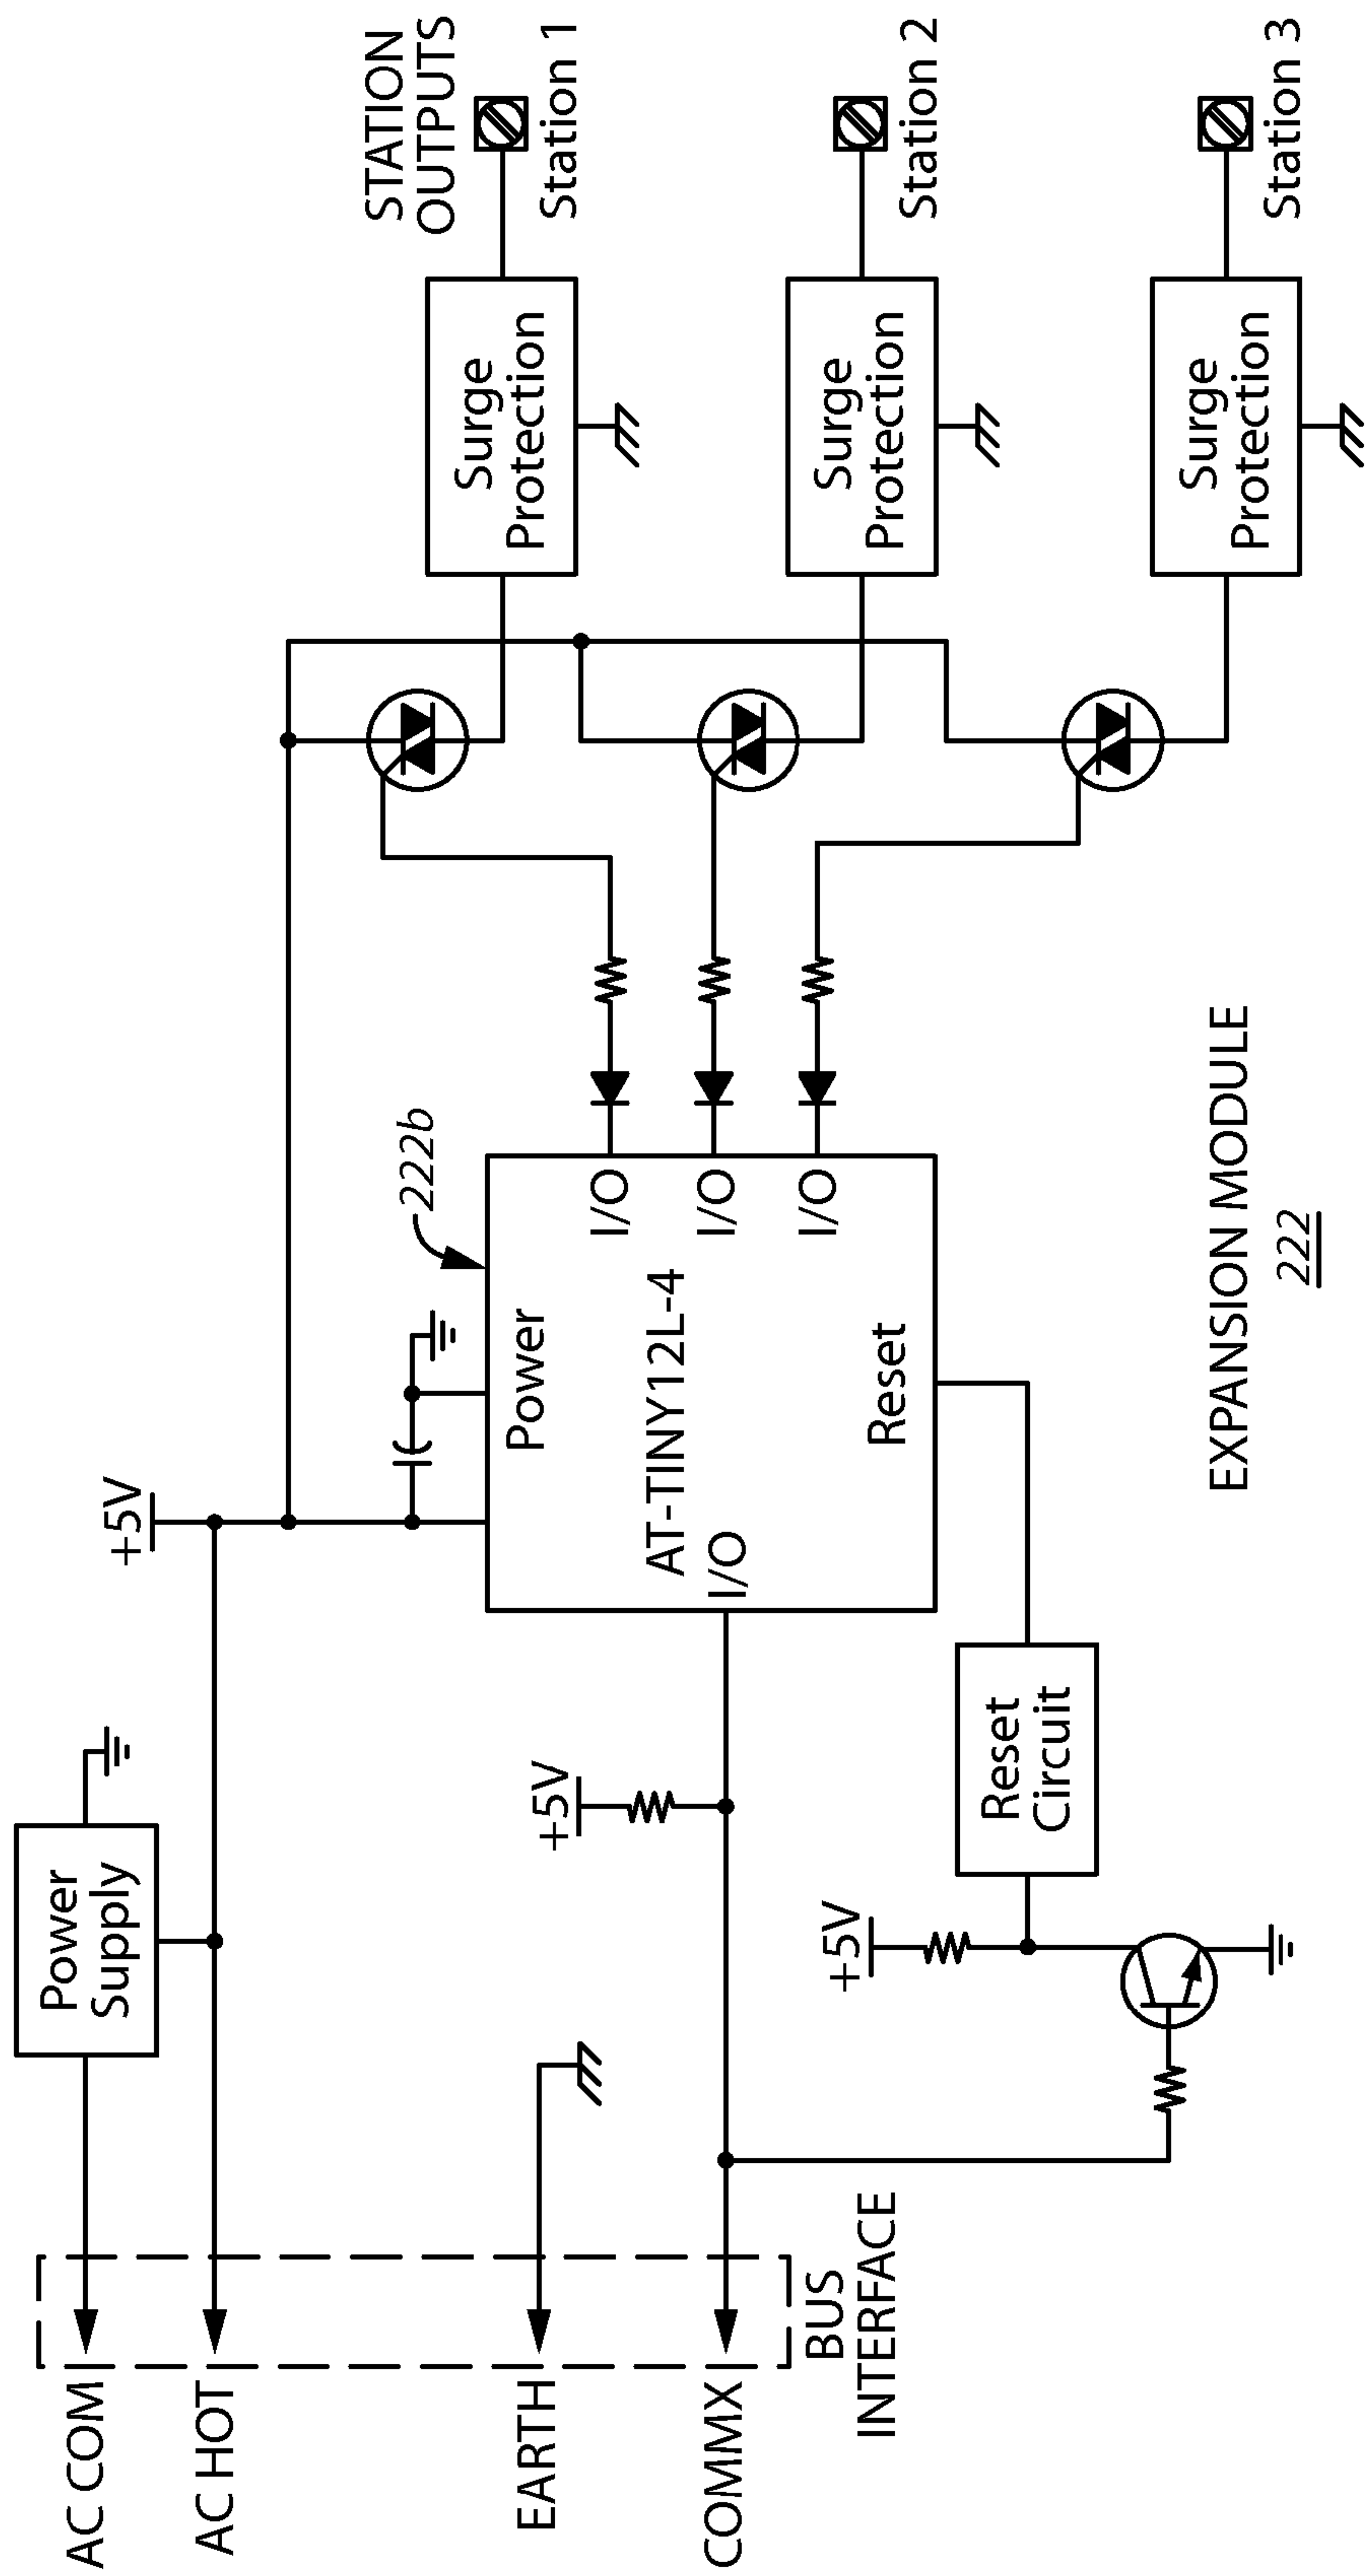 AC COM
AC HOT
EARTH
COMMX
BUS
INTERFACE
Power
Supply
+5V
+5V
+5V
Reset
Circuit
222b
Power
AT-TINY12L-4
I/O
Reset
I/O
I/O
I/O
Surge
Protection
Surge
Protection
Surge
Protection
STATION
OUTPUTS
Station 1
Station 2
Station 3
EXPANSION MODULE
222